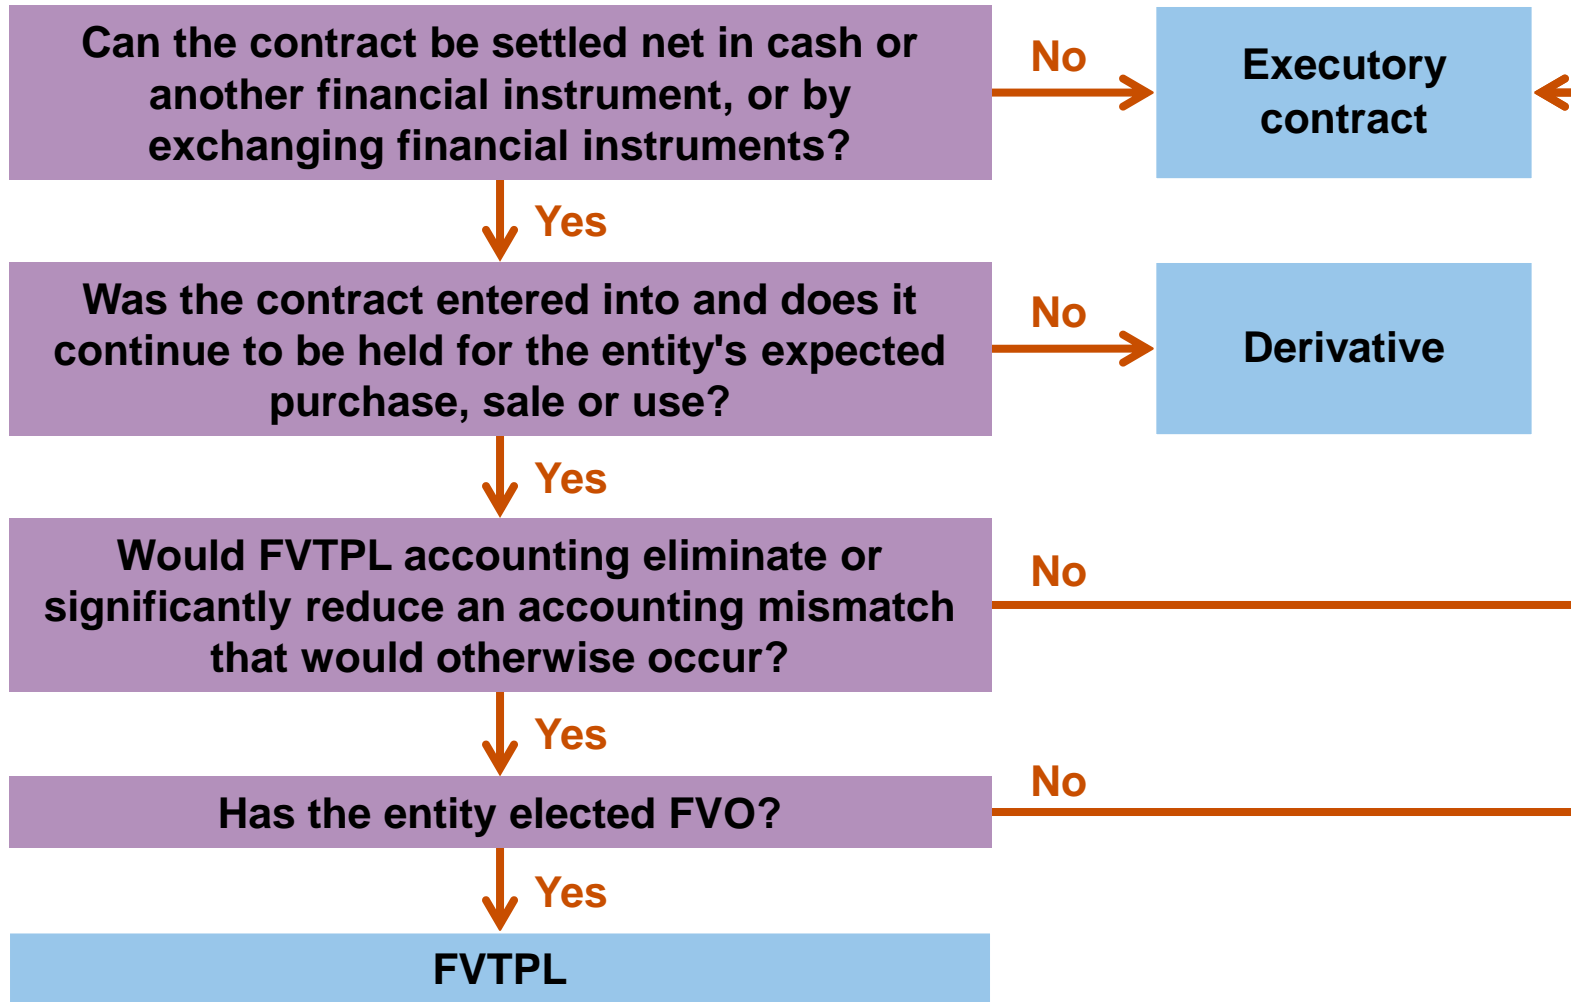 Can the contract be settled net in cash or
another financial instrument, or by
exchanging financial instruments?
No
Executory
contract
Yes
Was the contract entered into and does it
continue to be held for the entity's expected
purchase, sale or use?
No
Derivative
Yes
Would FVTPL accounting eliminate or
significantly reduce an accounting mismatch
that would otherwise occur?
No
Yes
Has the entity elected FVO?
No
Yes
FVTPL